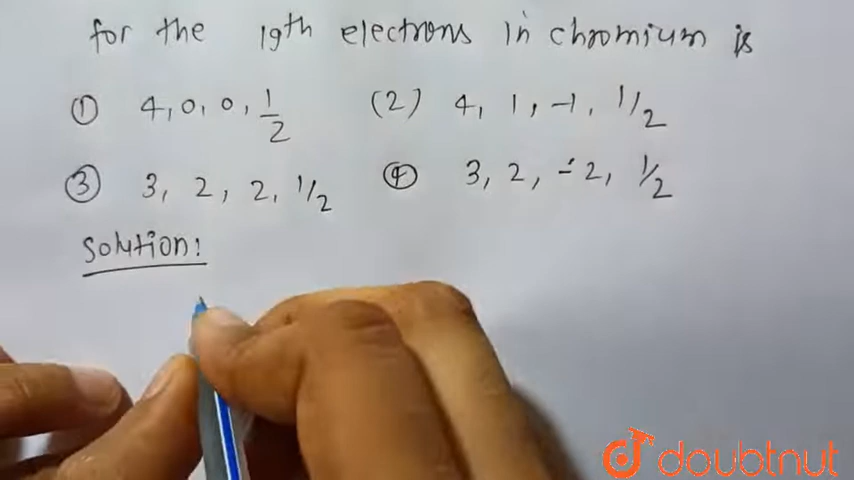 for the 19th electrons in chromium is
① 4, 0, 0, 1/2 (2) 4, 1, -1, 1/2
③ 3, 2, 2, 1/2 ④ 3, 2, -2, 1/2
Solution:
doubtnut